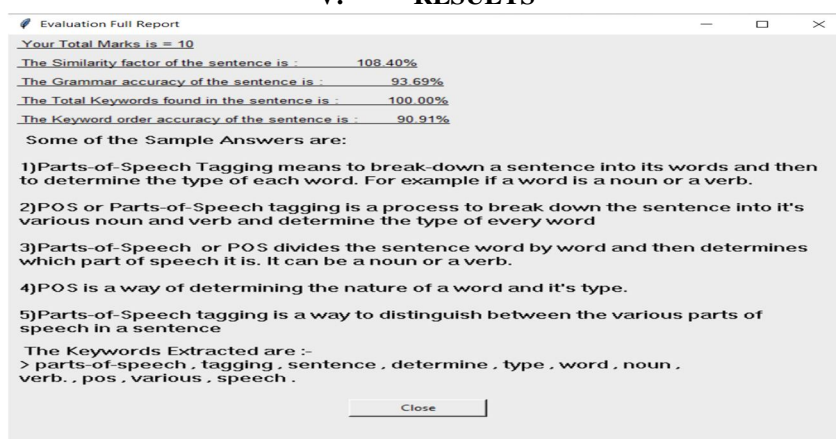 V. RESULTS
Evaluation Full Report
Your Total Marks is = 10
The Similarity factor of the sentence is : 108.40%
The Grammar accuracy of the sentence is : 93.69%
The Total Keywords found in the sentence is : 100.00%
The Keyword order accuracy of the sentence is : 90.91%
Some of the Sample Answers are:
1)Parts-of-Speech Tagging means to break-down a sentence into its words and then
to determine the type of each word. For example if a word is a noun or a verb.
2)POS or Parts-of-Speech tagging is a process to break down the sentence into it's
various noun and verb and determine the type of every word
3)Parts-of-Speech or POS divides the sentence word by word and then determines
which part of speech it is. It can be a noun or a verb.
4)POS is a way of determining the nature of a word and it's type.
5)Parts-of-Speech tagging is a way to distinguish between the various parts of
speech in a sentence
The Keywords Extracted are :-
> parts-of-speech , tagging , sentence , determine , type , word , noun ,
verb. , pos , various , speech .
Close